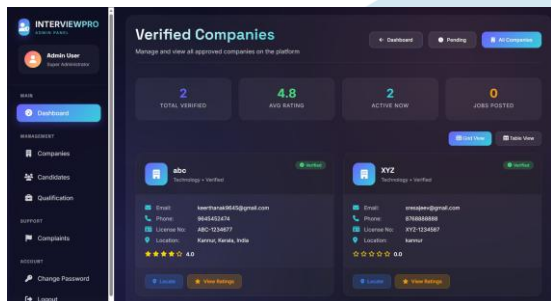 INTERVIEWPRO
ADMIN PANEL
Admin User
Super Administrator
MAIN
Dashboard
MANAGEMENT
Companies
Candidates
Qualification
SUPPORT
Complaints
ACCOUNT
Change Password
Logout
Verified Companies
Manage and view all approved companies on the platform
Dashboard
Pending
All Companies
2
TOTAL VERIFIED
4.8
AVG RATING
2
ACTIVE NOW
0
JOBS POSTED
Grid View
Table View
abc
Technology • Verified
Verified
Email: keerthanak9645@gmail.com
Phone: 9645452474
License No: ABC-1234677
Location: Kannur, Kerala, India
4.0
Locate
View Ratings
XYZ
Technology • Verified
Verified
Email:
Phone: 8768888888
License No: XYZ-1234567
Location: kannur
0.0
Locate
View Ratings